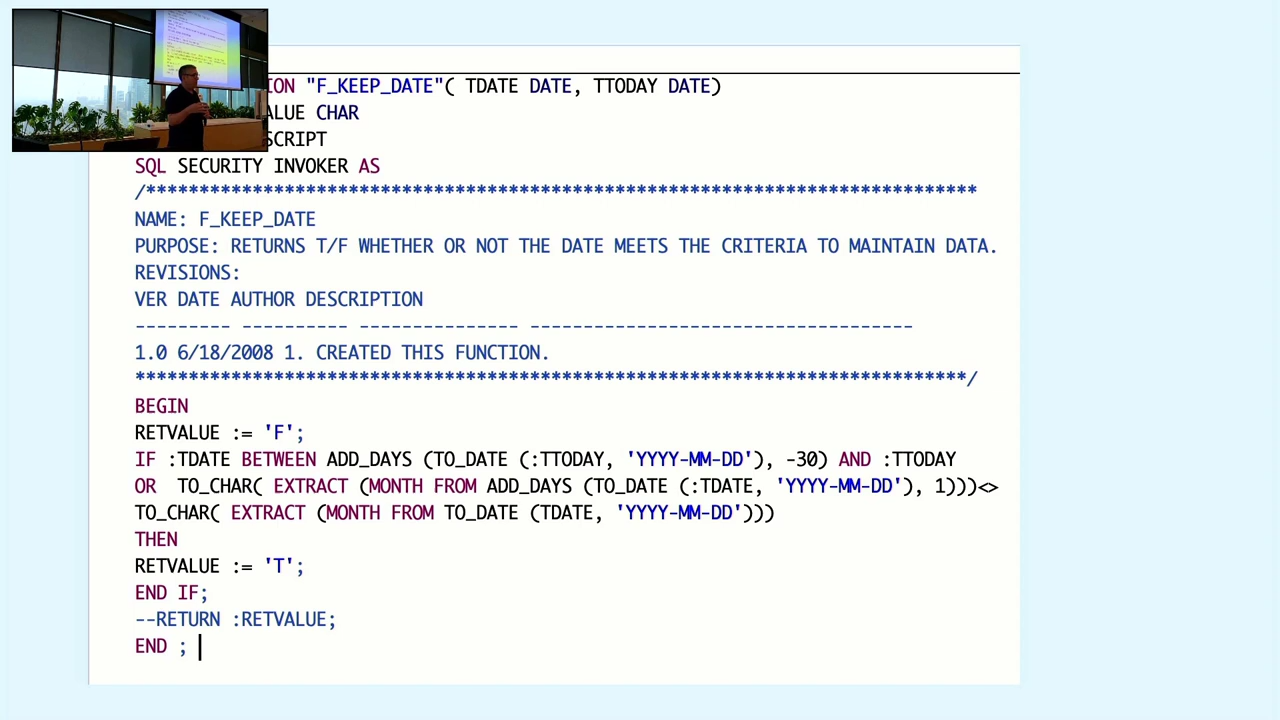 ION "F_KEEP_DATE"( TDATE DATE, TTODAY DATE)
ALUE CHAR
SCRIPT
SQL SECURITY INVOKER AS
/******************************************************************************
NAME: F_KEEP_DATE
PURPOSE: RETURNS T/F WHETHER OR NOT THE DATE MEETS THE CRITERIA TO MAINTAIN DATA.
REVISIONS:
VER DATE AUTHOR DESCRIPTION
--------- ---------- --------------- ------------------------------------
1.0 6/18/2008 1. CREATED THIS FUNCTION.
******************************************************************************/
BEGIN
RETVALUE := 'F';
IF :TDATE BETWEEN ADD_DAYS (TO_DATE (:TTODAY, 'YYYY-MM-DD'), -30) AND :TTODAY
OR  TO_CHAR( EXTRACT (MONTH FROM ADD_DAYS (TO_DATE (:TDATE, 'YYYY-MM-DD'), 1)))<>
TO_CHAR( EXTRACT (MONTH FROM TO_DATE (TDATE, 'YYYY-MM-DD')))
THEN
RETVALUE := 'T';
END IF;
--RETURN :RETVALUE;
END ;